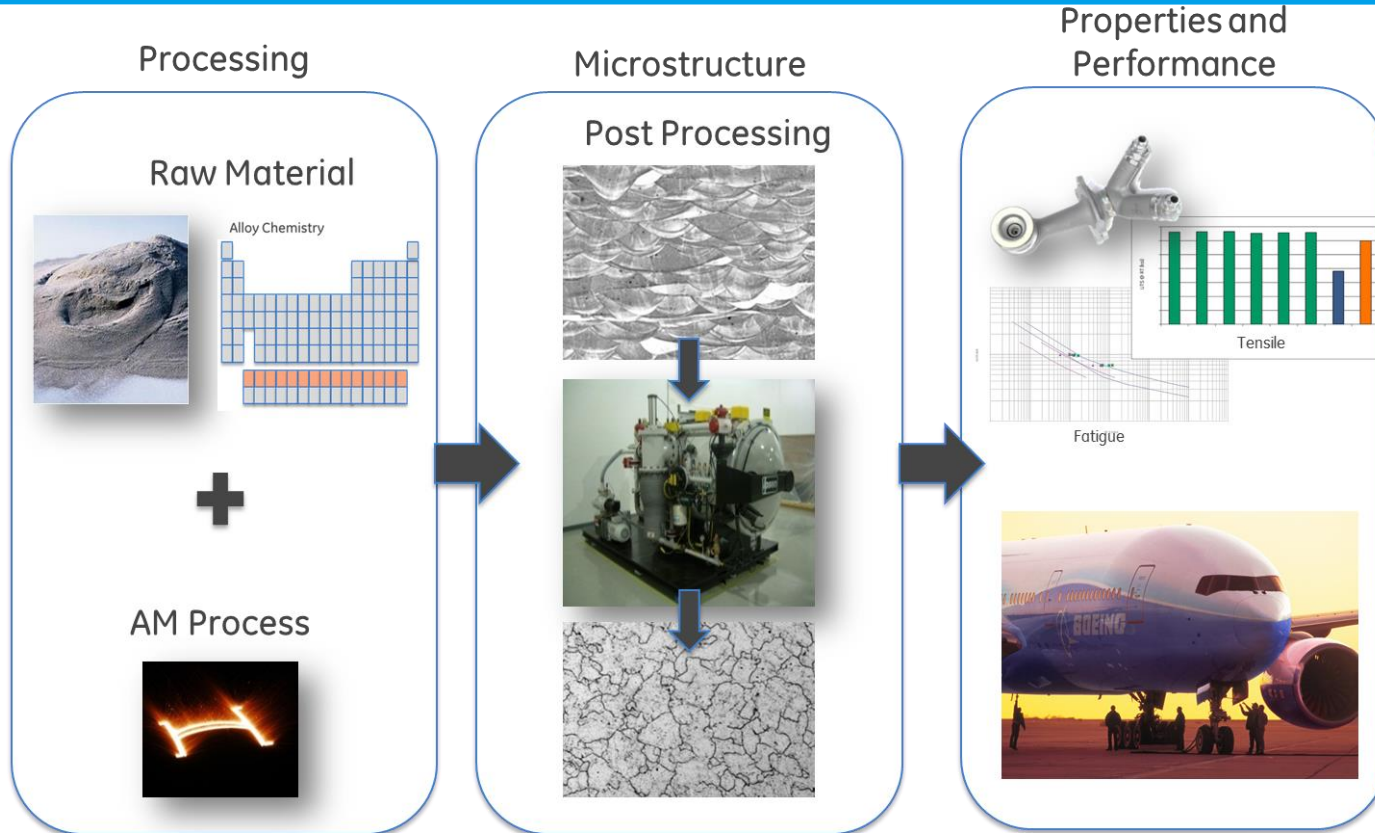 Processing
Microstructure
Properties and
Performance
Raw Material
Alloy Chemistry
AM Process
Post Processing
Tensile
Fatigue
BOEING